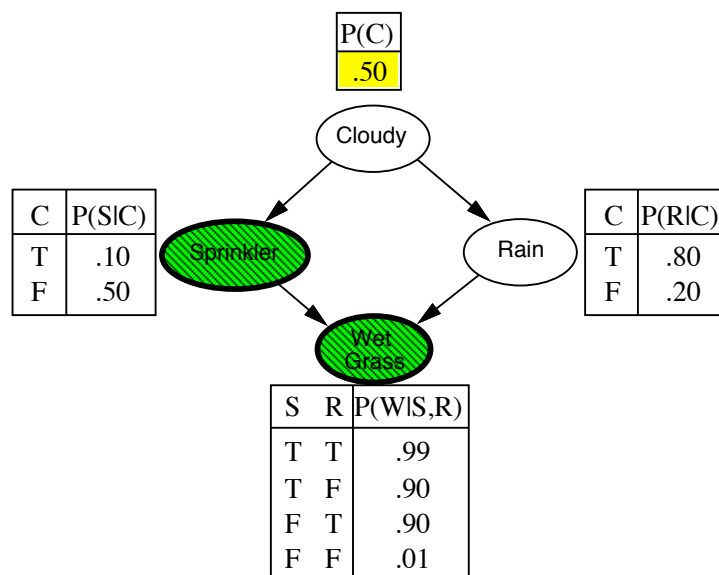 P(C)
.50
Cloudy
C P(S|C)
T .10
F .50
Sprinkler
Rain
C P(R|C)
T .80
F .20
Wet
Grass
S R P(W|S,R)
T T .99
T F .90
F T .90
F F .01